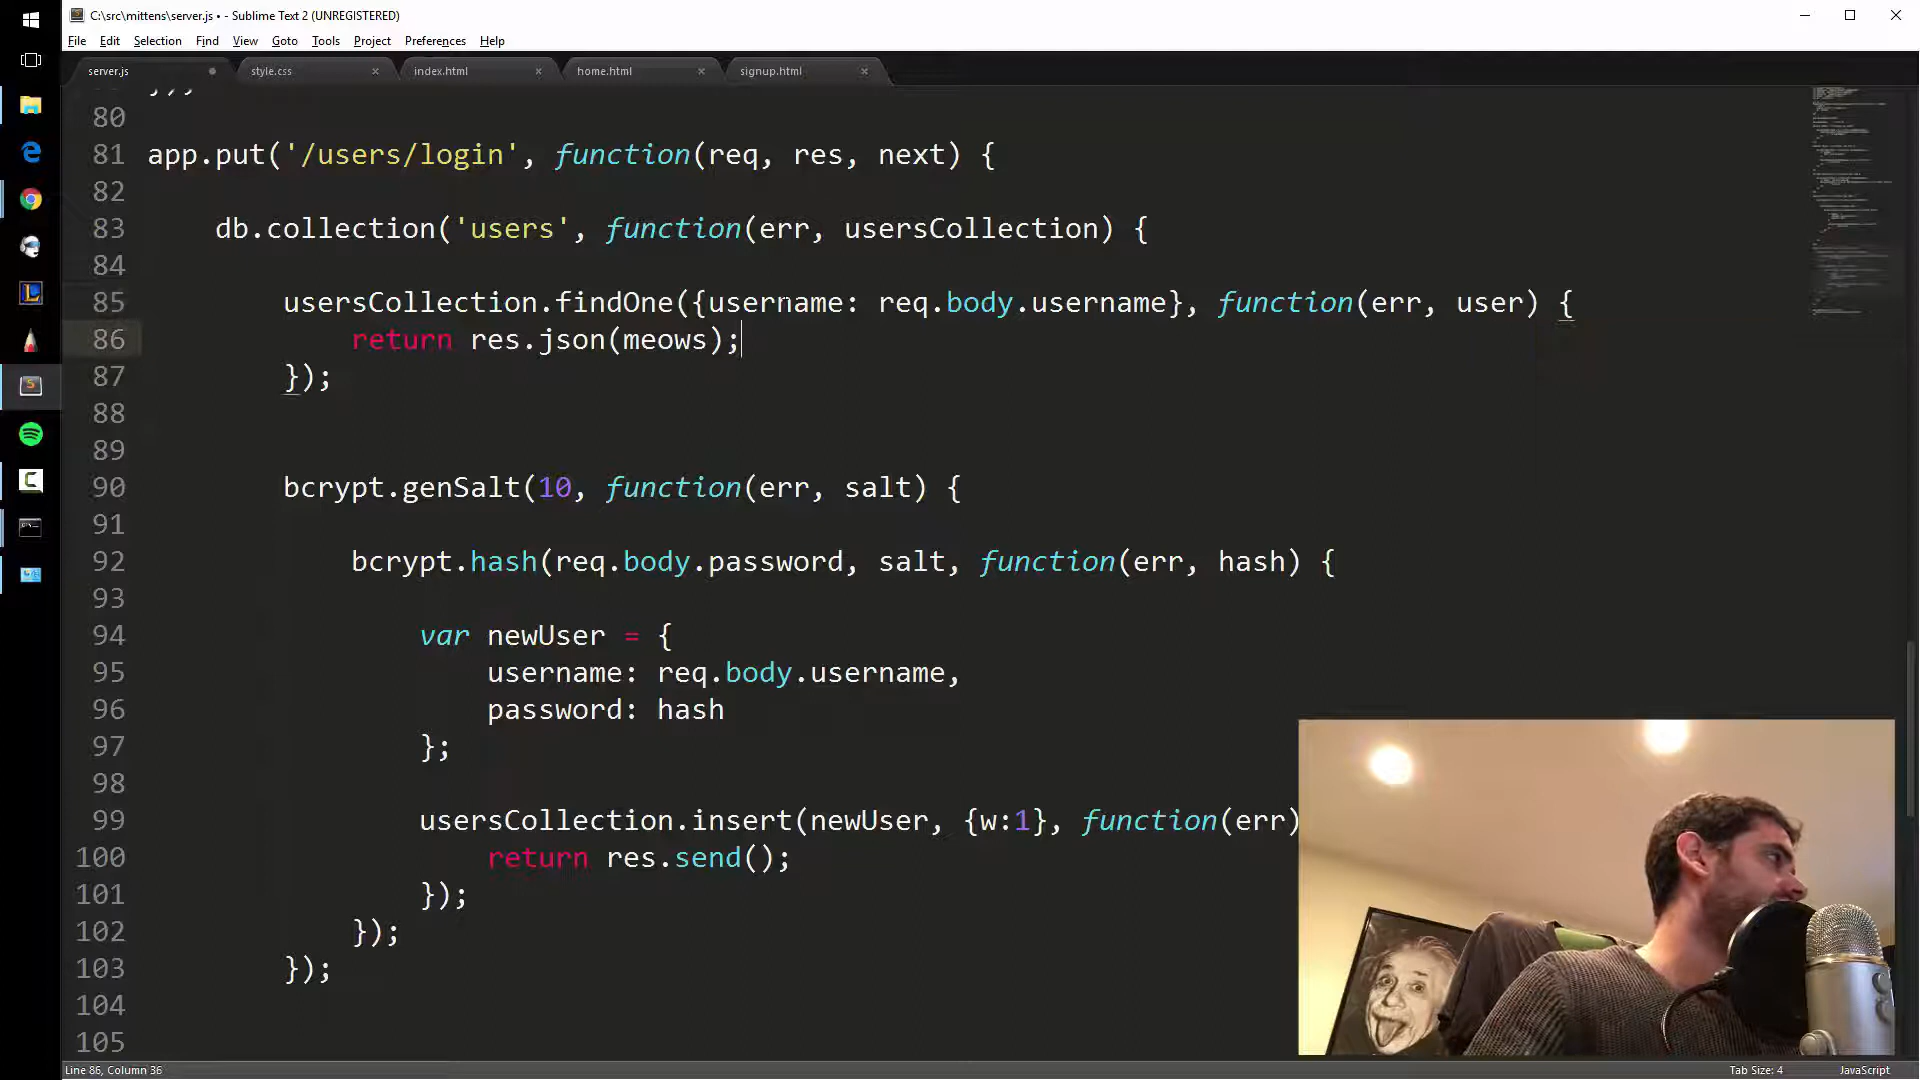 C:\src\mittens\server.js • - Sublime Text 2 (UNREGISTERED)
File Edit Selection Find View Goto Tools Project Preferences Help
server.js style.css index.html home.html signup.html
});
80
81 app.put('/users/login', function(req, res, next) {
82
83 db.collection('users', function(err, usersCollection) {
84
85 usersCollection.findOne({username: req.body.username}, function(err, user) {
86 return res.json(meows);
87 });
88
89
90 bcrypt.genSalt(10, function(err, salt) {
91
92 bcrypt.hash(req.body.password, salt, function(err, hash) {
93
94 var newUser = {
95 username: req.body.username,
96 password: hash
97 };
98
99 usersCollection.insert(newUser, {w:1}, function(err)
100 return res.send();
101 });
102 });
103 });
104
105
Line 86, Column 36 Tab Size: 4 JavaScript